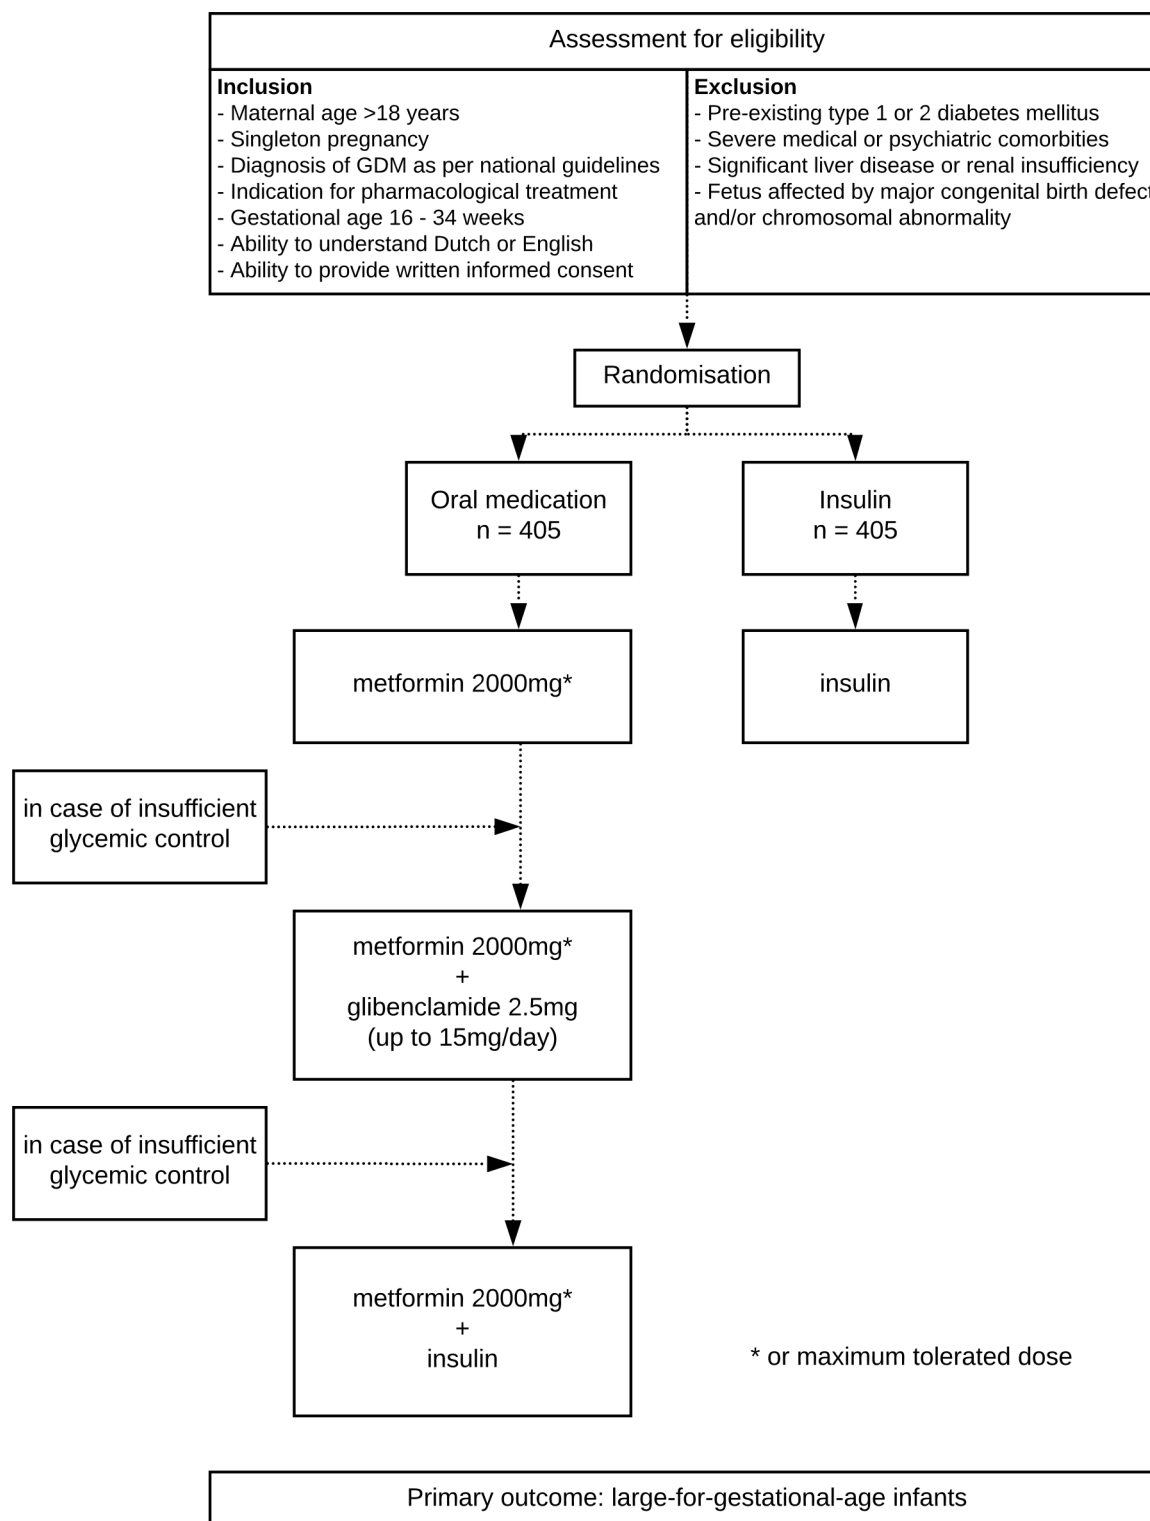 Assessment for eligibility
Inclusion
- Maternal age >18 years
- Singleton pregnancy
- Diagnosis of GDM as per national guidelines
- Indication for pharmacological treatment
- Gestational age 16 - 34 weeks
- Ability to understand Dutch or English
- Ability to provide written informed consent
Exclusion
- Pre-existing type 1 or 2 diabetes mellitus
- Severe medical or psychiatric comorbities
- Significant liver disease or renal insufficiency
- Fetus affected by major congenital birth defect
and/or chromosomal abnormality
Randomisation
Oral medication
n = 405
Insulin
n = 405
metformin 2000mg*
insulin
in case of insufficient
glycemic control
metformin 2000mg*
+
glibenclamide 2.5mg
(up to 15mg/day)
in case of insufficient
glycemic control
metformin 2000mg*
+
insulin
* or maximum tolerated dose
Primary outcome: large-for-gestational-age infants